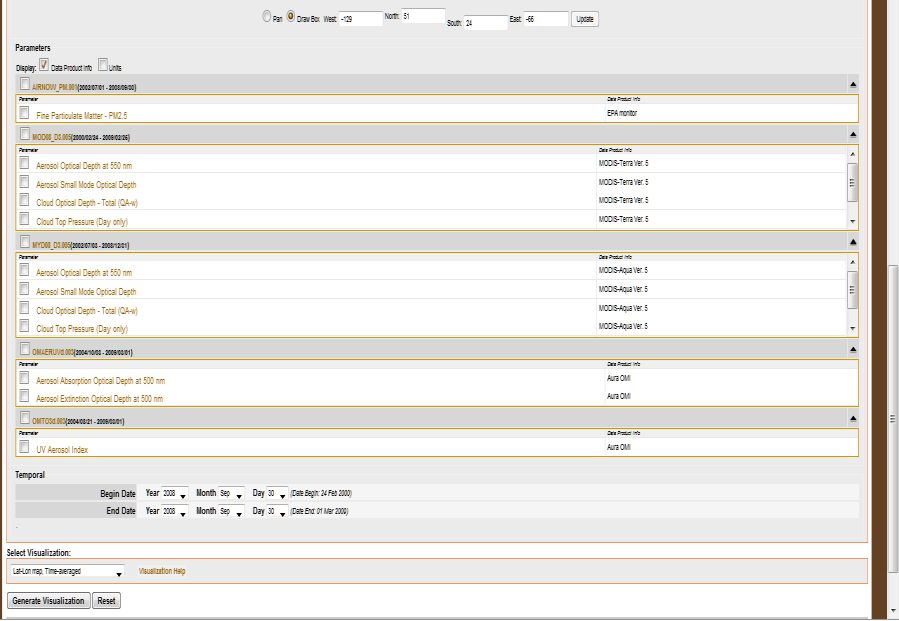 Pan Draw Box West: -129 North: 51 South: 24 East: -66 Update
Parameters
Display: Data Product Info Units
AIRNOW_PM.001(2002/07/01 - 2008/09/30)
Parameter Data Product Info
Fine Particulate Matter - PM2.5 EPA monitor
MOD08_D3.005(2000/02/24 - 2009/02/25)
Parameter Data Product Info
Aerosol Optical Depth at 550 nm MODIS-Terra Ver. 5
Aerosol Small Mode Optical Depth MODIS-Terra Ver. 5
Cloud Optical Depth - Total (QA-w) MODIS-Terra Ver. 5
Cloud Top Pressure (Day only) MODIS-Terra Ver. 5
MYD08_D3.005(2002/07/03 - 2008/12/31)
Parameter Data Product Info
Aerosol Optical Depth at 550 nm MODIS-Aqua Ver. 5
Aerosol Small Mode Optical Depth MODIS-Aqua Ver. 5
Cloud Optical Depth - Total (QA-w) MODIS-Aqua Ver. 5
Cloud Top Pressure (Day only) MODIS-Aqua Ver. 5
OMAERUVd.003(2004/10/03 - 2009/03/01)
Parameter Data Product Info
Aerosol Absorption Optical Depth at 500 nm Aura OMI
Aerosol Extinction Optical Depth at 500 nm Aura OMI
OMTO3d.003(2004/08/21 - 2009/03/01)
Parameter Data Product Info
UV Aerosol Index Aura OMI
Temporal
Begin Date Year 2008 Month Sep Day 30 (Date Begin: 24 Feb 2000)
End Date Year 2008 Month Sep Day 30 (Date End: 01 Mar 2009)
Select Visualization:
Lat-Lon map, Time-averaged Visualization Help
Generate Visualization Reset